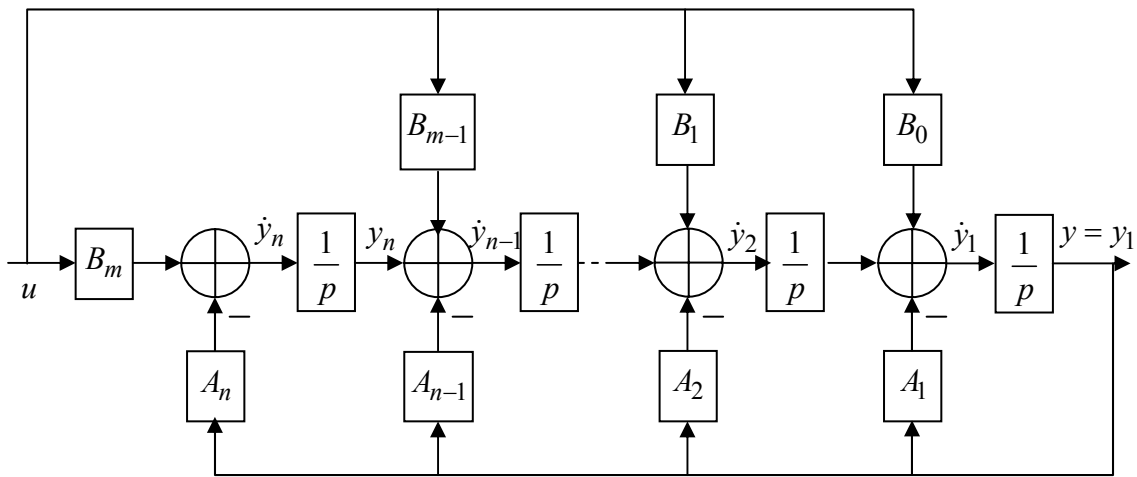 B_{m–1} B_1 B_0
u B_m ẏ_n 1/p y_n ẏ_{n–1} 1/p ẏ_2 1/p ẏ_1 1/p y = y_1
– – – –
A_n A_{n–1} A_2 A_1